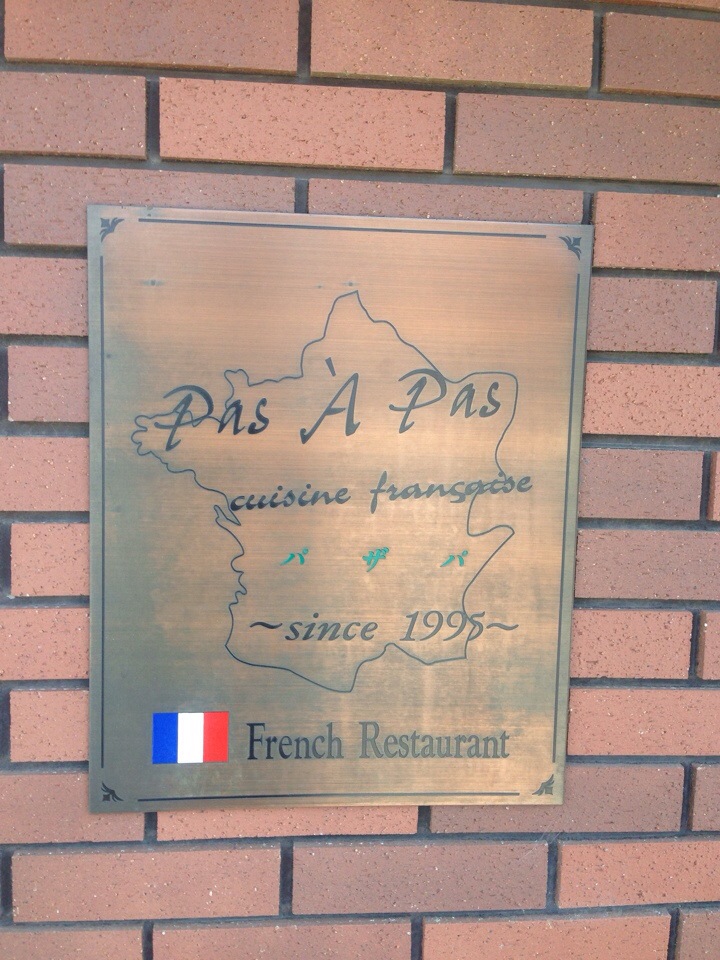 Pas À Pas
cuisine française
パ ザ パ
~since 1995~
French Restaurant